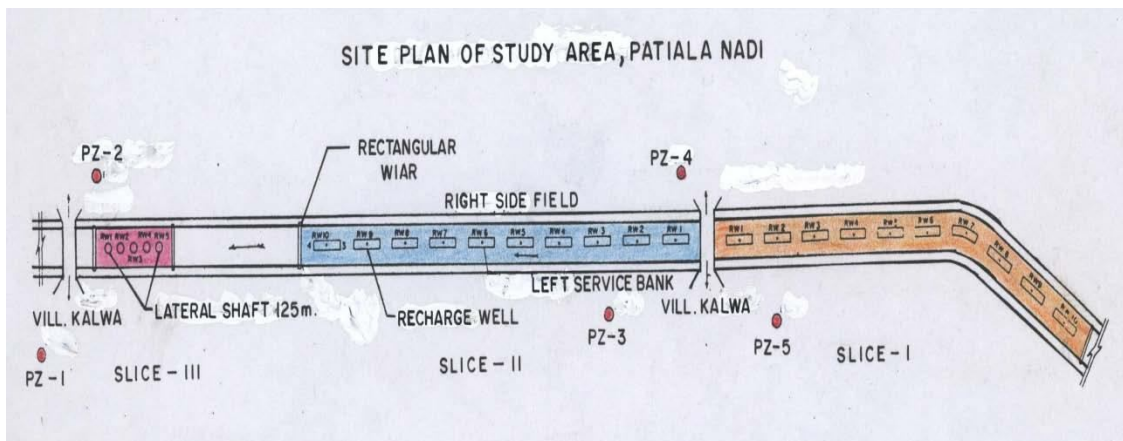 SITE PLAN OF STUDY AREA, PATIALA NADI
PZ-2
RECTANGULAR
WIAR
PZ-4
RIGHT SIDE FIELD
RW1 RW2 RW4 RW5
RW3
RW10 RW9 RW8 RW7 RW6 RW5 RW4 RW3 RW2 RW1
RW1 RW2 RW3 RW4 RW6 RW7
RW8
RW9
LEFT SERVICE BANK
VILL. KALWA
LATERAL SHAFT 125m.
RECHARGE WELL
VILL. KALWA
PZ-3
PZ-5
PZ-1
SLICE-III
SLICE-II
SLICE-I